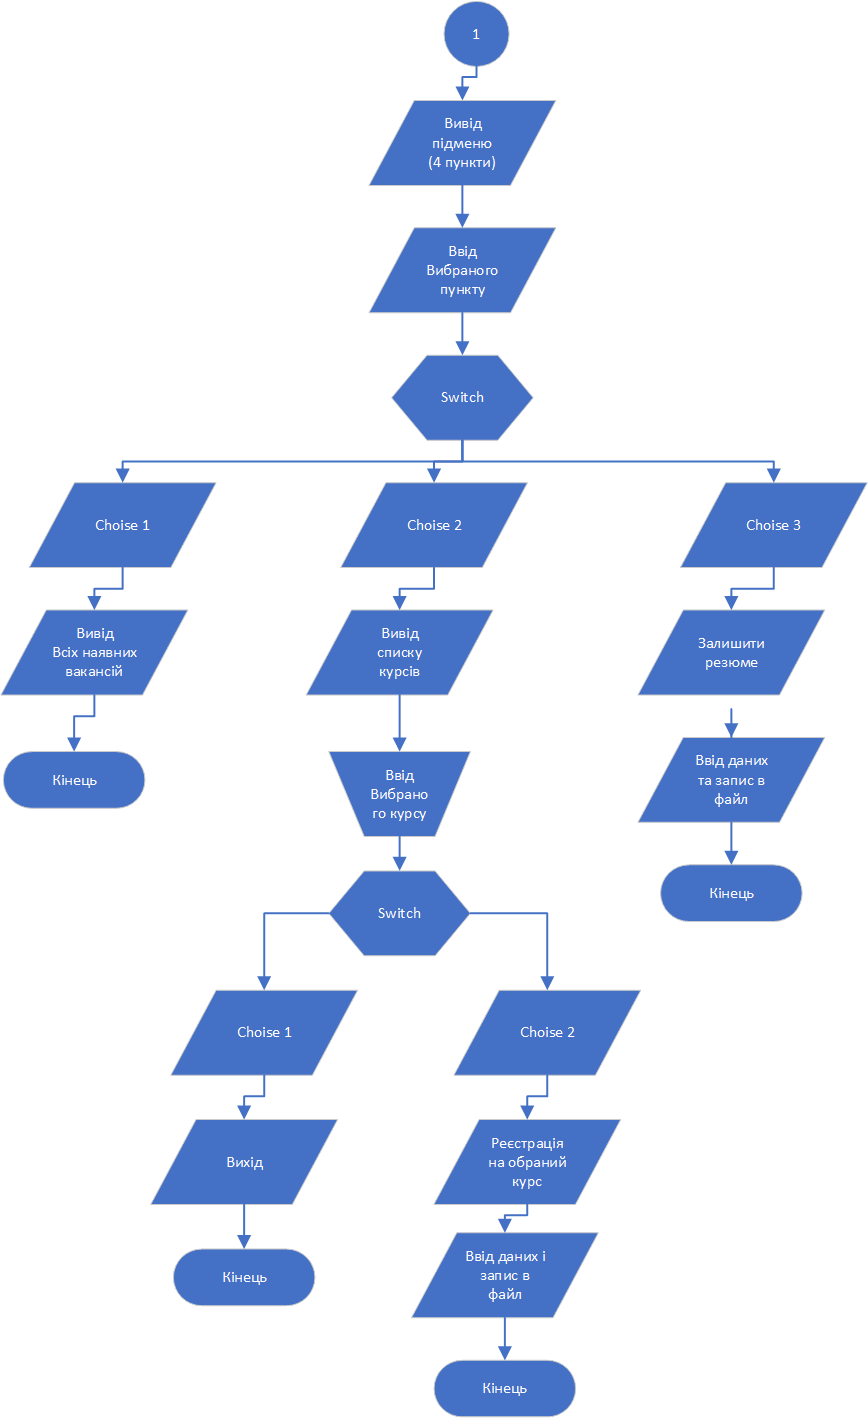 1
Вивід
підменю
(4 пункти)
Ввід
Вибраного
пункту
Switch
Choise 1
Choise 2
Choise 3
Вивід
Всіх наявних
вакансій
Вивід
списку
курсів
Залишити
резюме
Кінець
Ввід
Вибрано
го курсу
Ввід даних
та запис в
файл
Switch
Кінець
Choise 1
Choise 2
Вихід
Реєстрація
на обраний
курс
Кінець
Ввід даних і
запис в
файл
Кінець